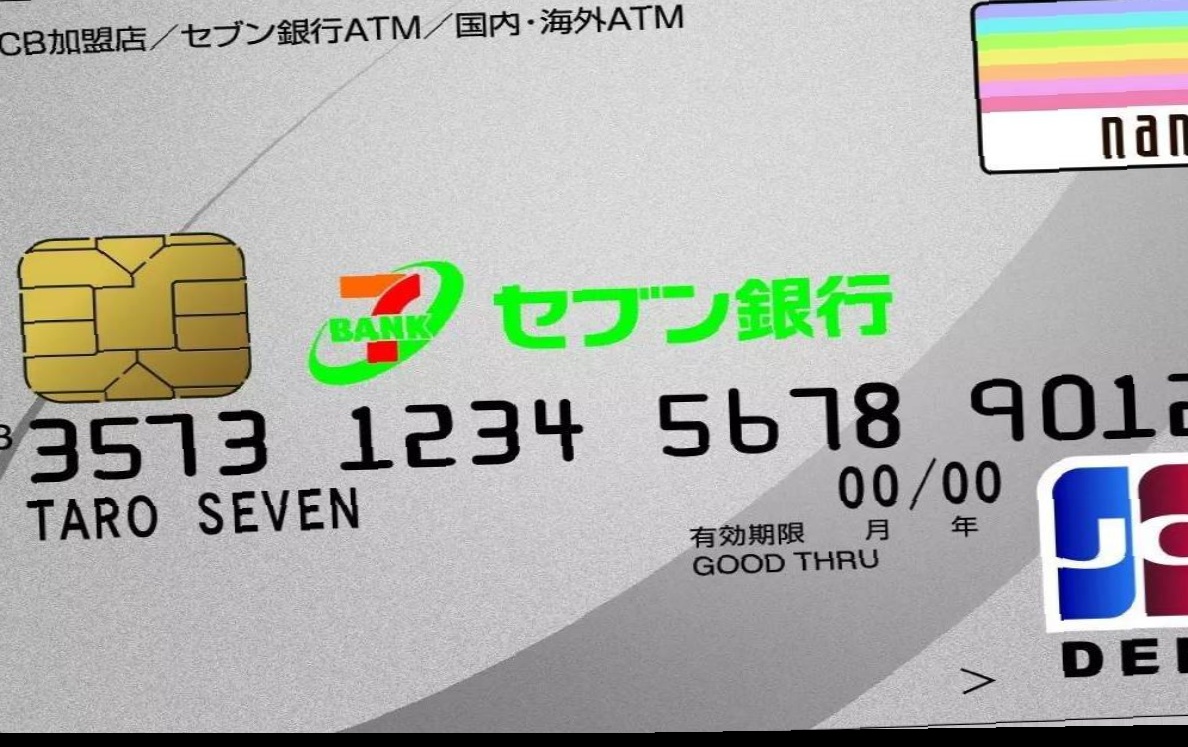 CB加盟店／セブン銀行ATM／国内・海外ATM
nan
BANK セブン銀行
3573 1234 5678 9012
TARO SEVEN
00/00
有効期限 月 年
GOOD THRU
JC
DE
>